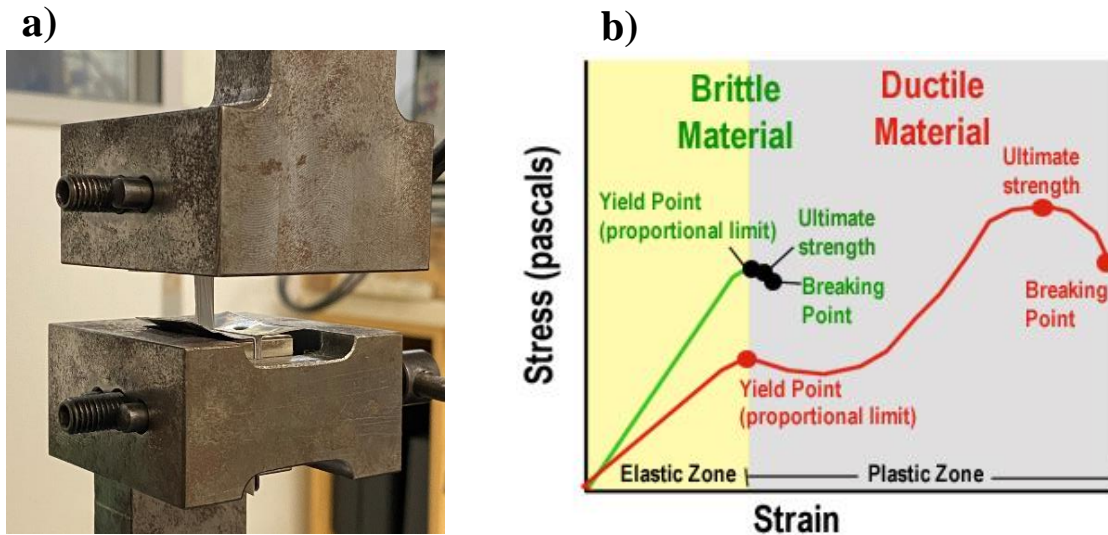 a)
b)
Brittle
Material
Ductile
Material
Ultimate
strength
Yield Point
(proportional limit)
Ultimate
strength
Breaking
Point
Breaking
Point
Yield Point
(proportional limit)
Stress (pascals)
Elastic Zone
Plastic Zone
Strain